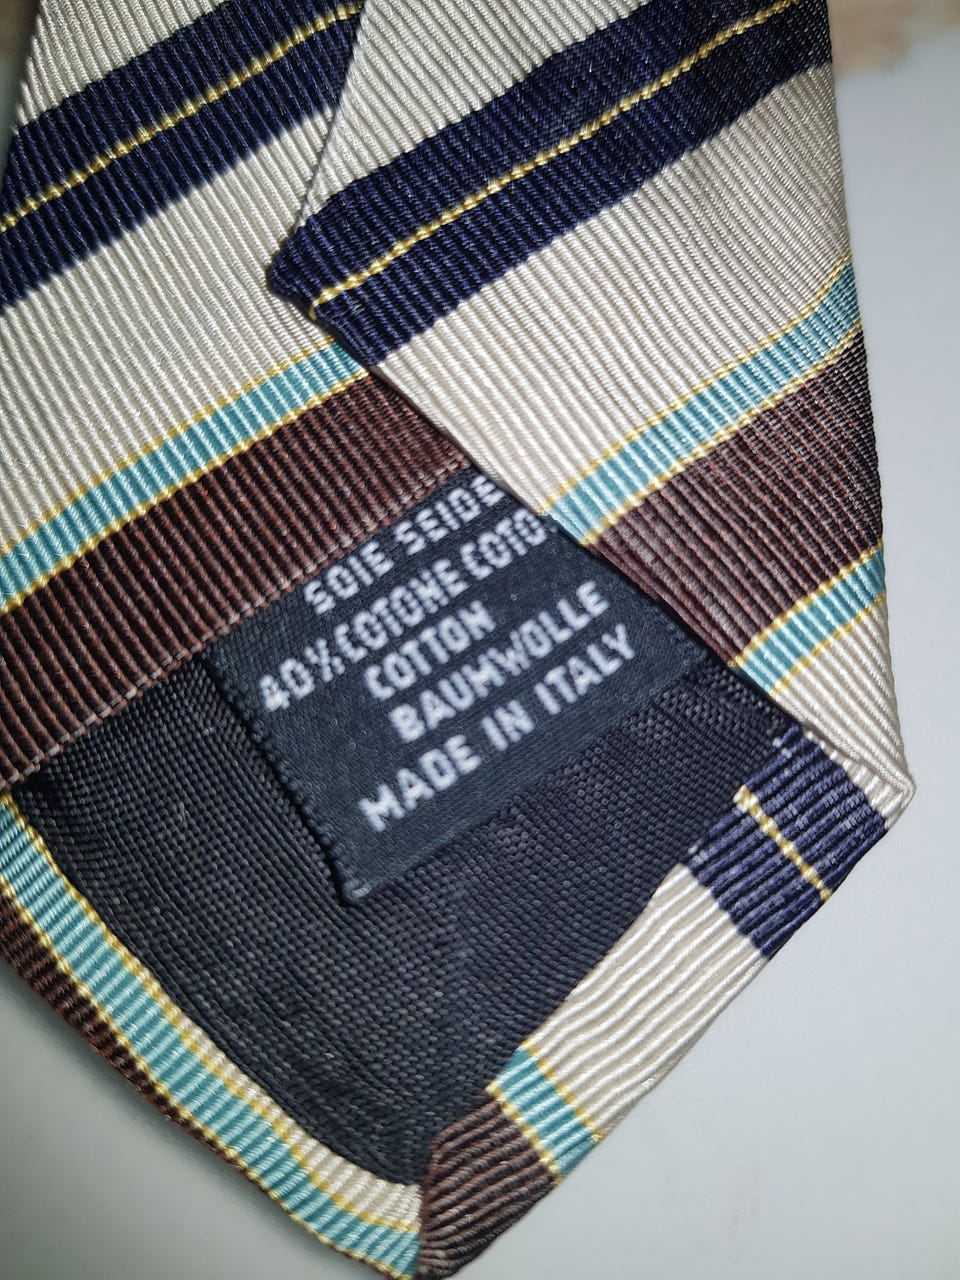 SOIE SEIDE
40% COTONE COTO
COTTON
BAUMWOLLE
MADE IN ITALY